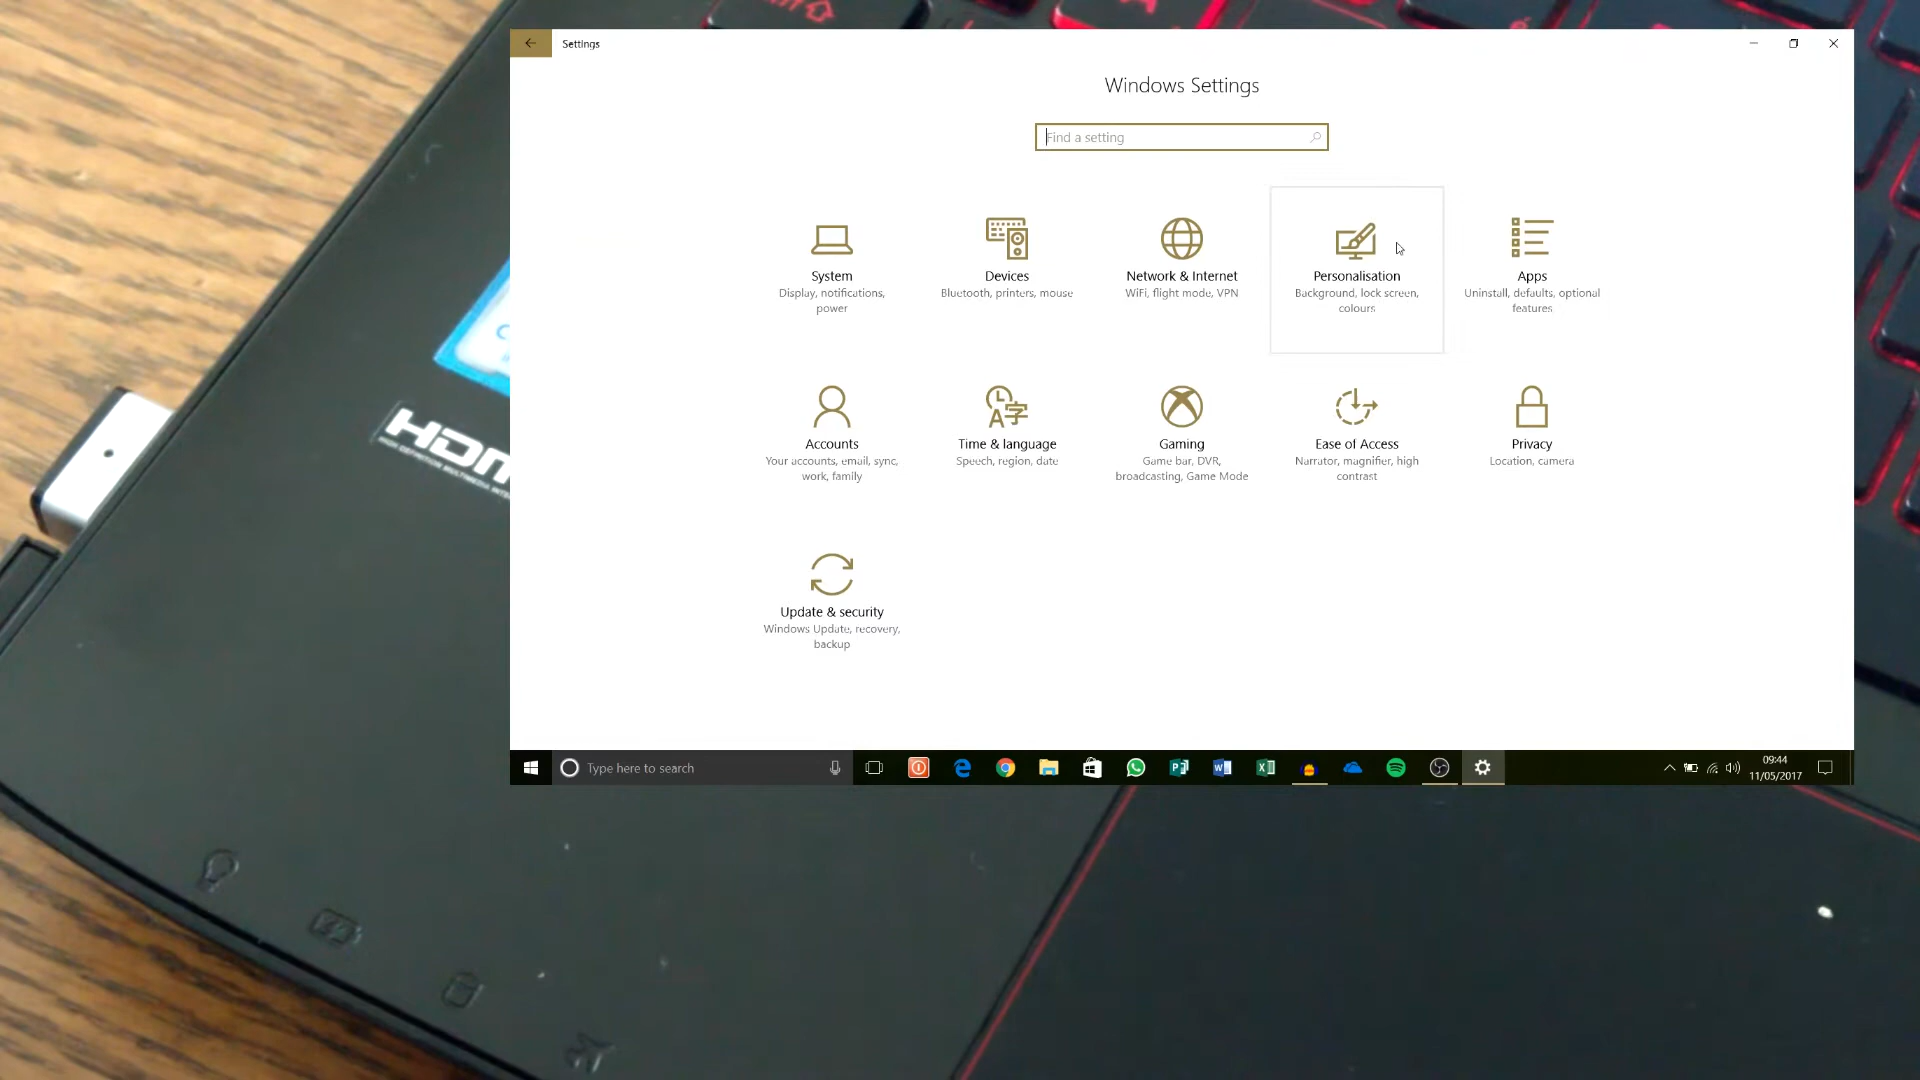 Settings
Windows Settings
Find a setting
System
Display, notifications,
power
Devices
Bluetooth, printers, mouse
Network & Internet
WiFi, flight mode, VPN
Personalisation
Background, lock screen,
colours
Apps
Uninstall, defaults, optional
features
Accounts
Your accounts, email, sync,
work, family
Time & language
Speech, region, date
Gaming
Game bar, DVR,
broadcasting, Game Mode
Ease of Access
Narrator, magnifier, high
contrast
Privacy
Location, camera
Update & security
Windows Update, recovery,
backup
Type here to search
09:44
11/05/2017
HIGH DEFINITION MULTIMEDIA